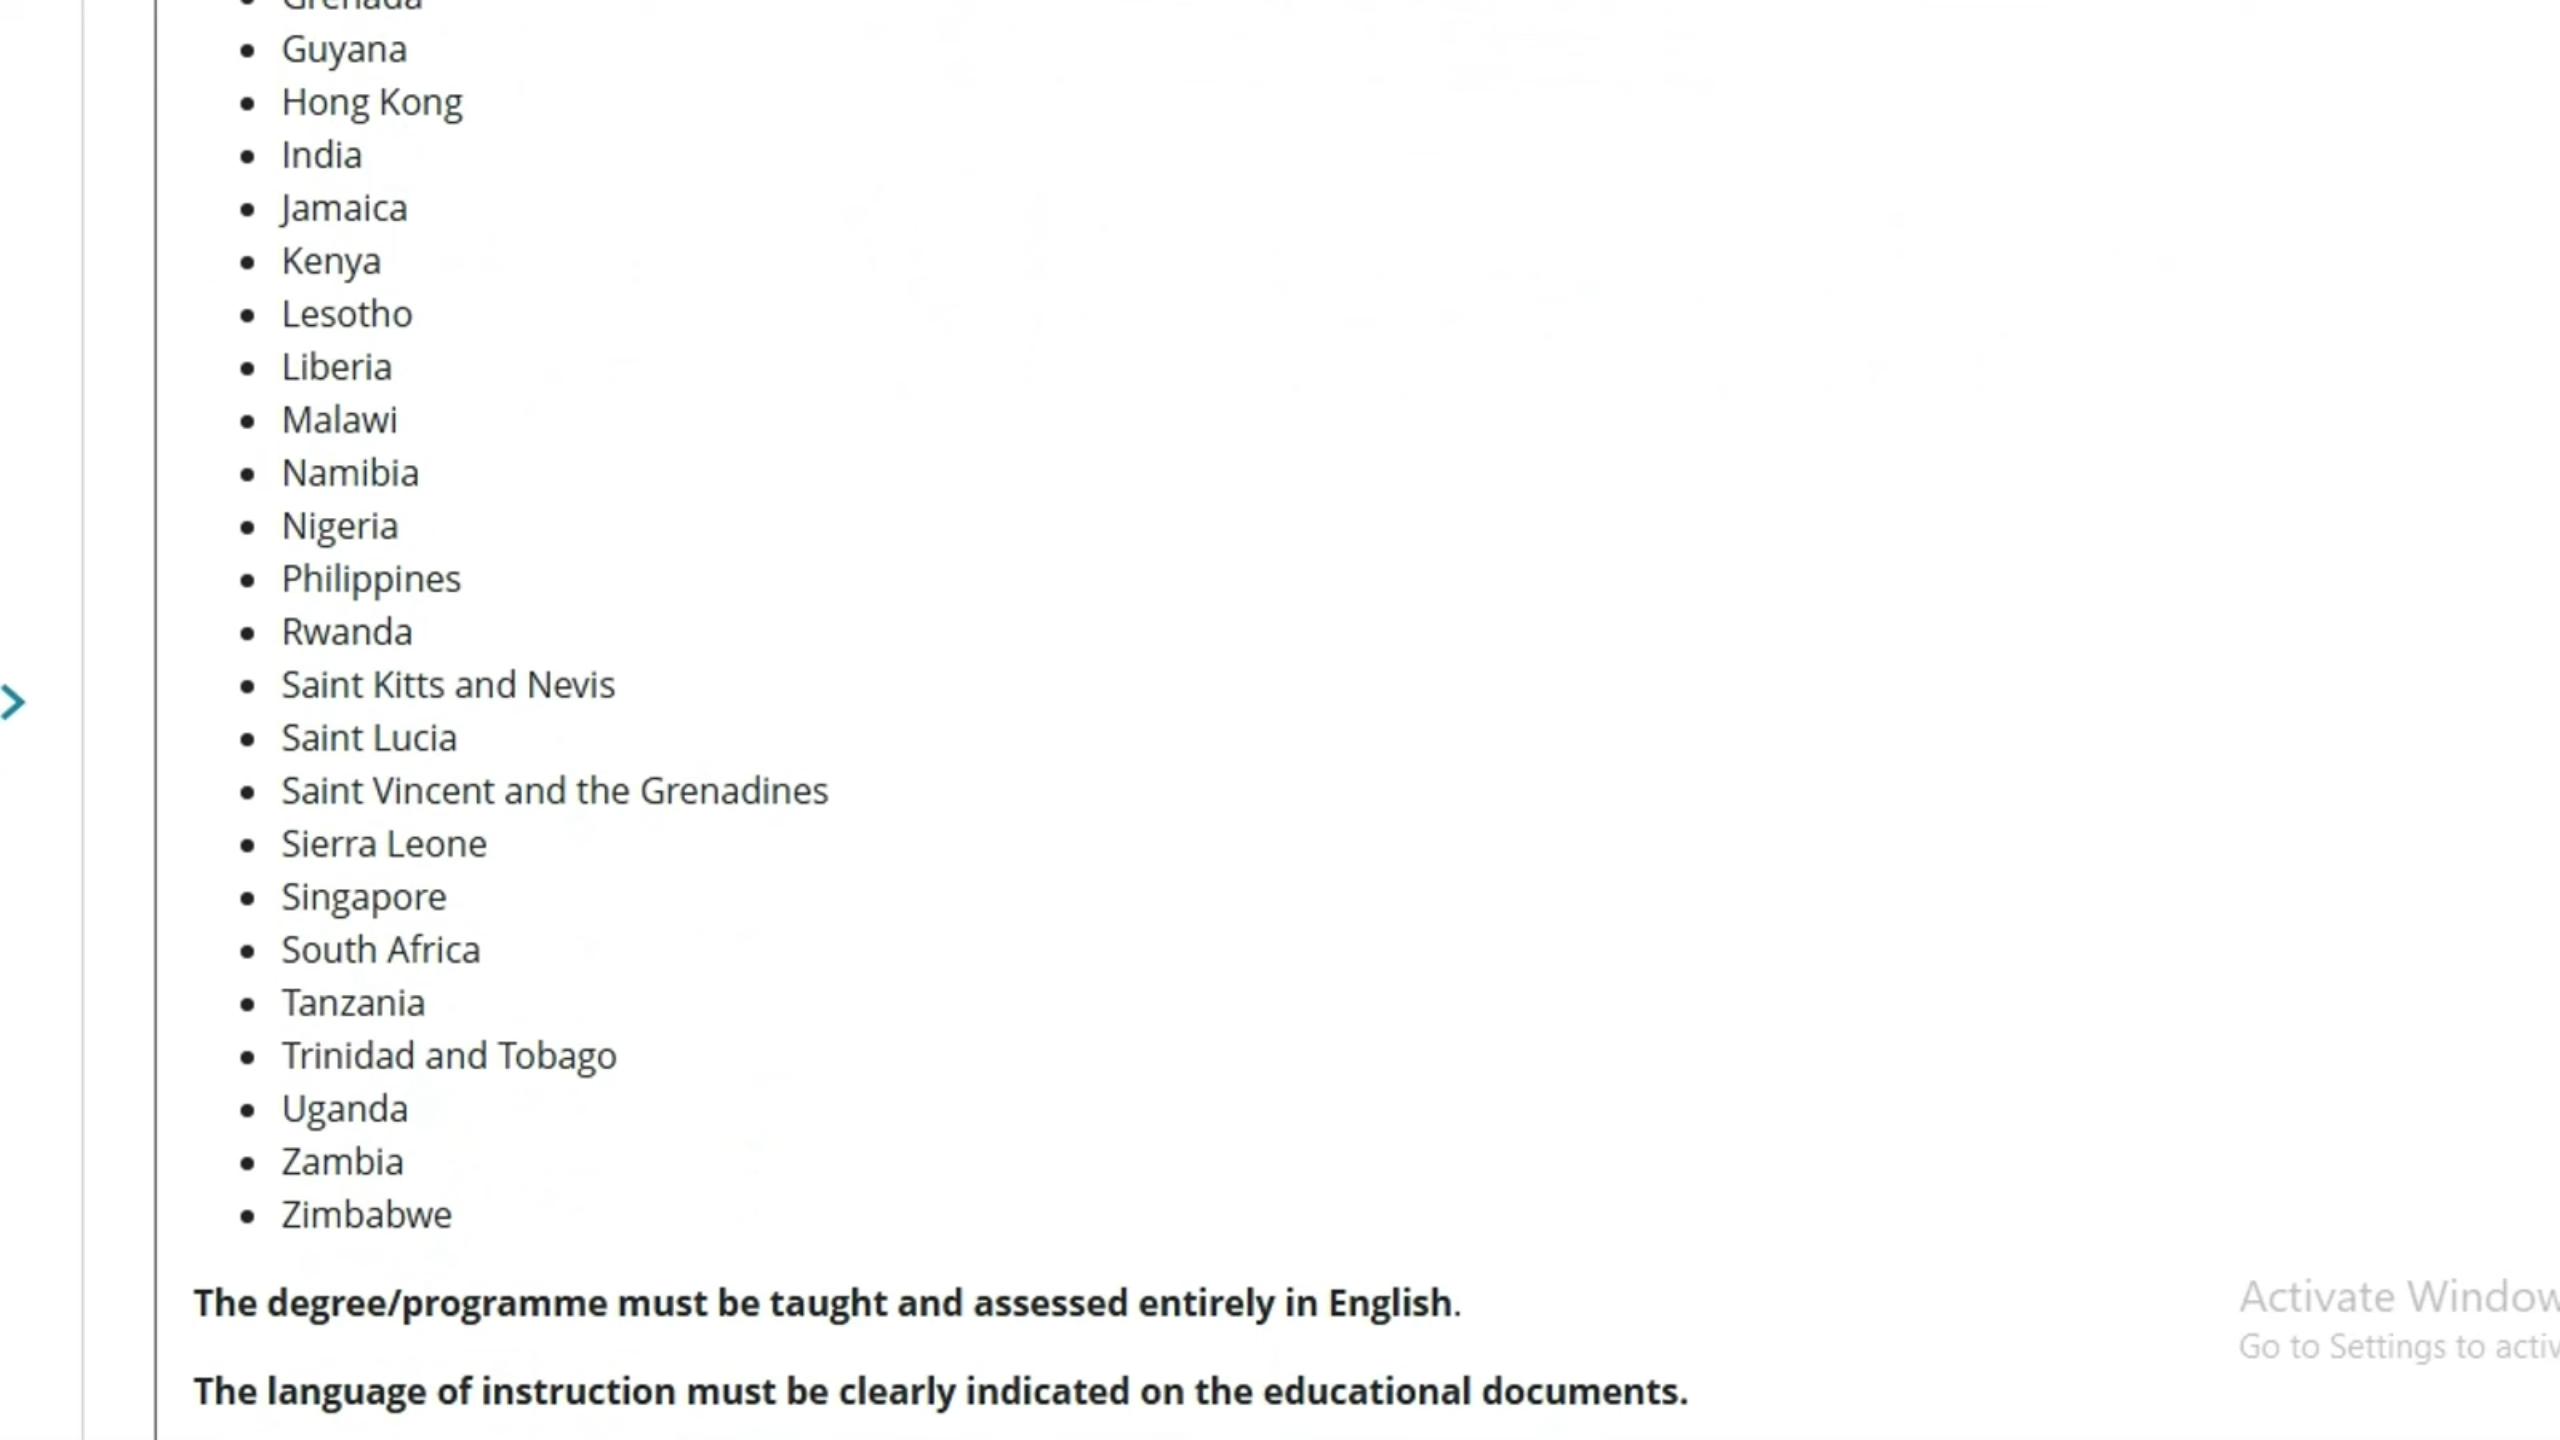 Grenada
Guyana
Hong Kong
India
Jamaica
Kenya
Lesotho
Liberia
Malawi
Namibia
Nigeria
Philippines
Rwanda
Saint Kitts and Nevis
Saint Lucia
Saint Vincent and the Grenadines
Sierra Leone
Singapore
South Africa
Tanzania
Trinidad and Tobago
Uganda
Zambia
Zimbabwe
The degree/programme must be taught and assessed entirely in English.
The language of instruction must be clearly indicated on the educational documents.
Activate Window
Go to Settings to activ